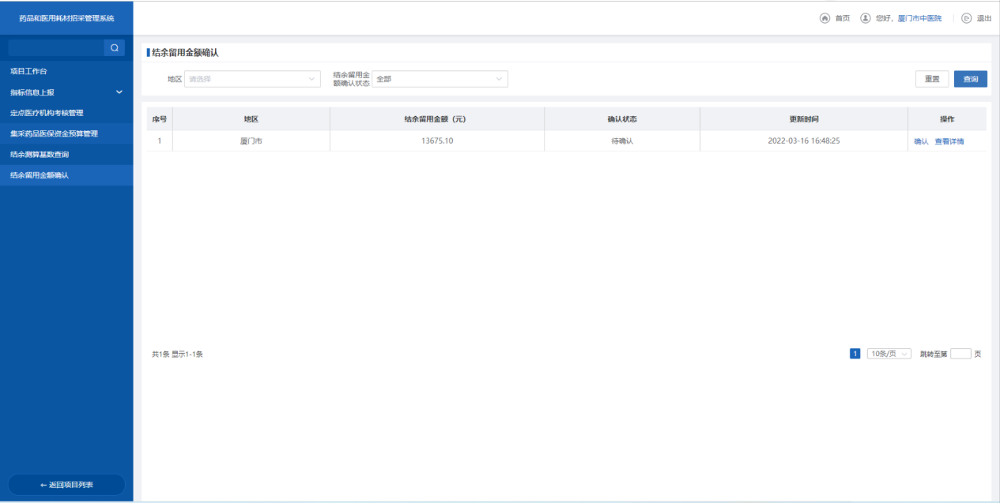 药品和医用耗材招采管理系统
首页 您好，厦门市中医院 退出
项目工作台
指标信息上报
定点医疗机构考核管理
集采药品医保资金预算管理
结余测算基数查询
结余留用金额确认
← 返回项目列表
结余留用金额确认
地区 请选择
结余留用金
额确认状态 全部
重置 查询
序号 地区 结余留用金额（元） 确认状态 更新时间 操作
1 厦门市 13675.10 待确认 2022-03-16 16:48:25 确认 查看详情
共1条 显示1-1条
1 10条/页 跳转至第 页